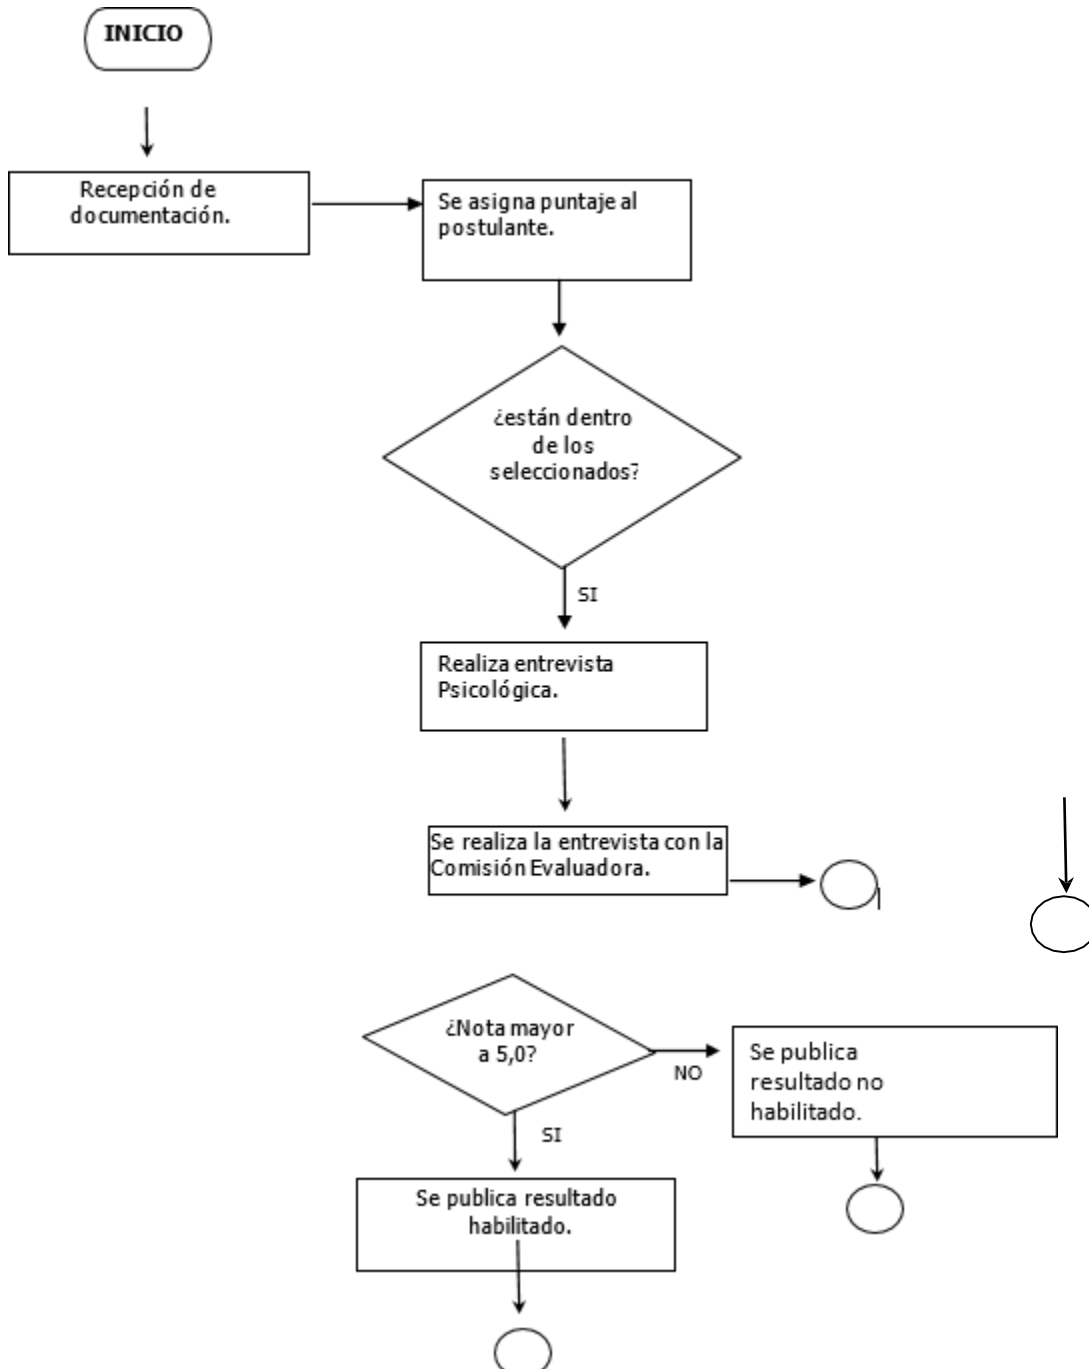 INICIO
Recepción de
documentación.
Se asigna puntaje al
postulante.
¿están dentro
de los
seleccionados?
SI
Realiza entrevista
Psicológica.
Se realiza la entrevista con la
Comisión Evaluadora.
¿Nota mayor
a 5,0?
NO
Se publica
resultado no
habilitado.
SI
Se publica resultado
habilitado.